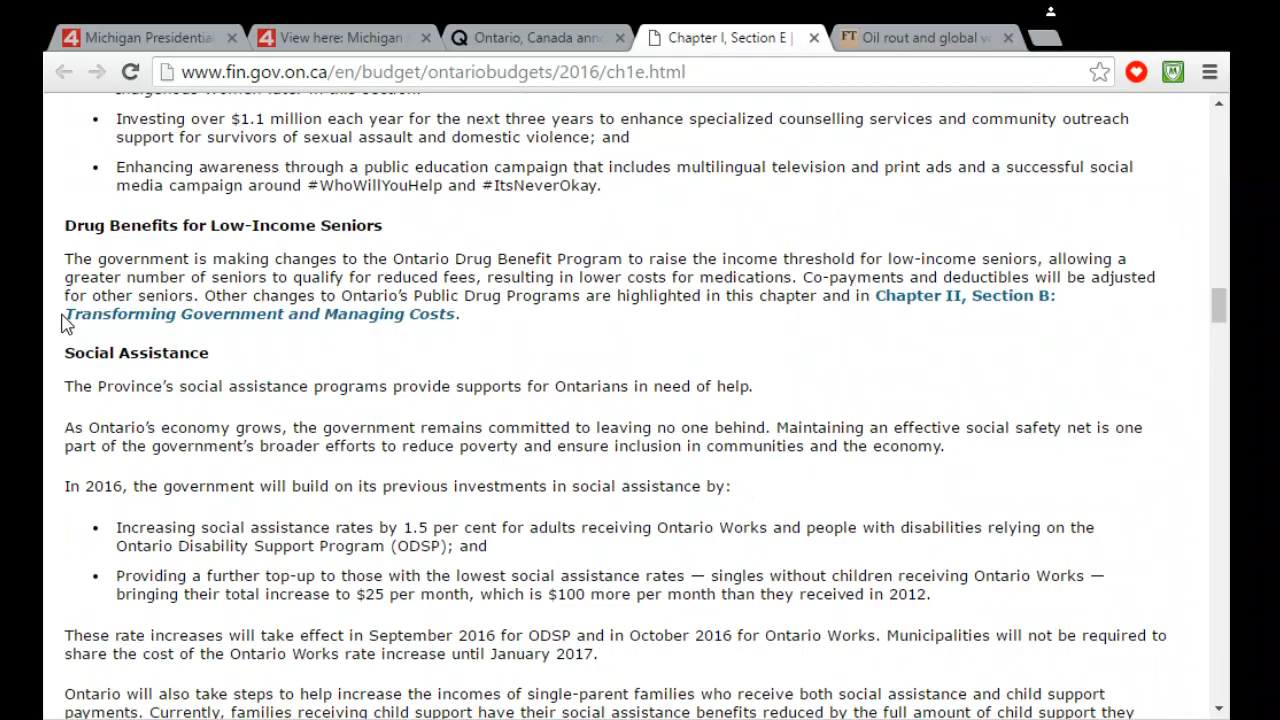 Michigan Presidential
View here: Michigan
Ontario, Canada ann
Chapter I, Section E |
FT Oil rout and global v
www.fin.gov.on.ca/en/budget/ontariobudgets/2016/ch1e.html
Indigenous women later in this section.
• Investing over $1.1 million each year for the next three years to enhance specialized counselling services and community outreach
support for survivors of sexual assault and domestic violence; and
• Enhancing awareness through a public education campaign that includes multilingual television and print ads and a successful social
media campaign around #WhoWillYouHelp and #ItsNeverOkay.
Drug Benefits for Low-Income Seniors
The government is making changes to the Ontario Drug Benefit Program to raise the income threshold for low-income seniors, allowing a
greater number of seniors to qualify for reduced fees, resulting in lower costs for medications. Co-payments and deductibles will be adjusted
for other seniors. Other changes to Ontario’s Public Drug Programs are highlighted in this chapter and in Chapter II, Section B:
Transforming Government and Managing Costs.
Social Assistance
The Province’s social assistance programs provide supports for Ontarians in need of help.
As Ontario’s economy grows, the government remains committed to leaving no one behind. Maintaining an effective social safety net is one
part of the government’s broader efforts to reduce poverty and ensure inclusion in communities and the economy.
In 2016, the government will build on its previous investments in social assistance by:
• Increasing social assistance rates by 1.5 per cent for adults receiving Ontario Works and people with disabilities relying on the
Ontario Disability Support Program (ODSP); and
• Providing a further top-up to those with the lowest social assistance rates — singles without children receiving Ontario Works —
bringing their total increase to $25 per month, which is $100 more per month than they received in 2012.
These rate increases will take effect in September 2016 for ODSP and in October 2016 for Ontario Works. Municipalities will not be required to
share the cost of the Ontario Works rate increase until January 2017.
Ontario will also take steps to help increase the incomes of single-parent families who receive both social assistance and child support
payments. Currently, families receiving child support have their social assistance benefits reduced by the full amount of child support they